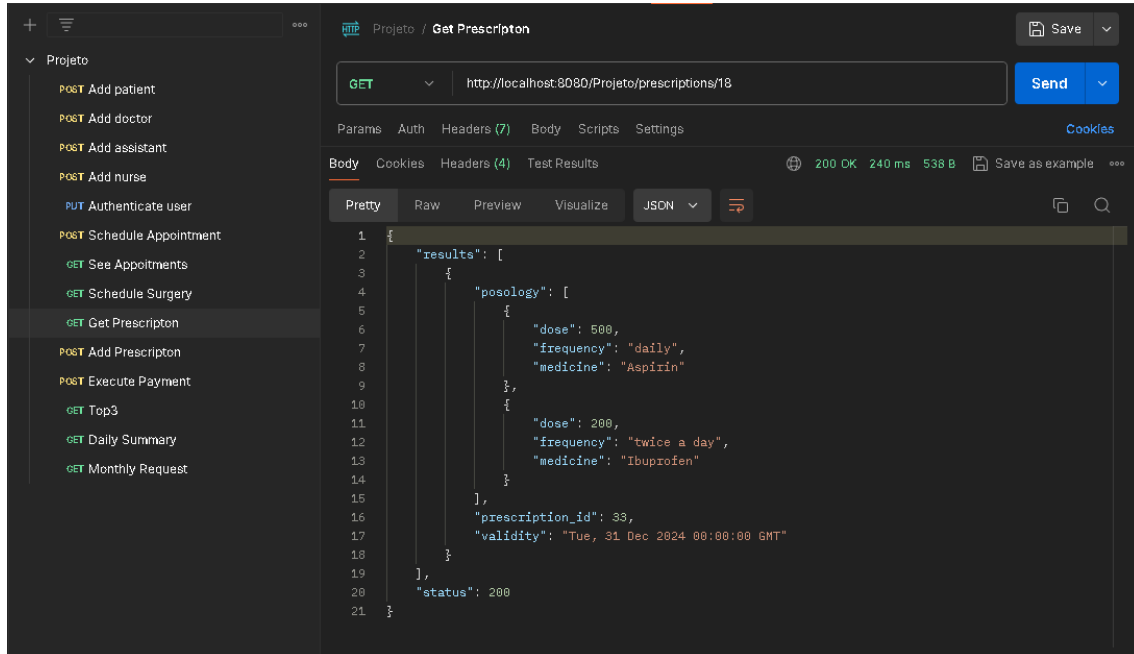 HTTP Projeto / Get Prescripton
Save
Projeto
POST Add patient
POST Add doctor
POST Add assistant
POST Add nurse
PUT Authenticate user
POST Schedule Appointment
GET See Appoitments
GET Schedule Surgery
GET Get Prescripton
POST Add Prescripton
POST Execute Payment
GET Top3
GET Daily Summary
GET Monthly Request
GET http://localhost:8080/Projeto/prescriptions/18 Send
Params Auth Headers (7) Body Scripts Settings Cookies
Body Cookies Headers (4) Test Results 200 OK 240 ms 538 B Save as example
Pretty Raw Preview Visualize JSON
1 {
2 "results": [
3 {
4 "posology": [
5 {
6 "dose": 500,
7 "frequency": "daily",
8 "medicine": "Aspirin"
9 },
10 {
11 "dose": 200,
12 "frequency": "twice a day",
13 "medicine": "Ibuprofen"
14 }
15 ],
16 "prescription_id": 33,
17 "validity": "Tue, 31 Dec 2024 00:00:00 GMT"
18 }
19 ],
20 "status": 200
21 }